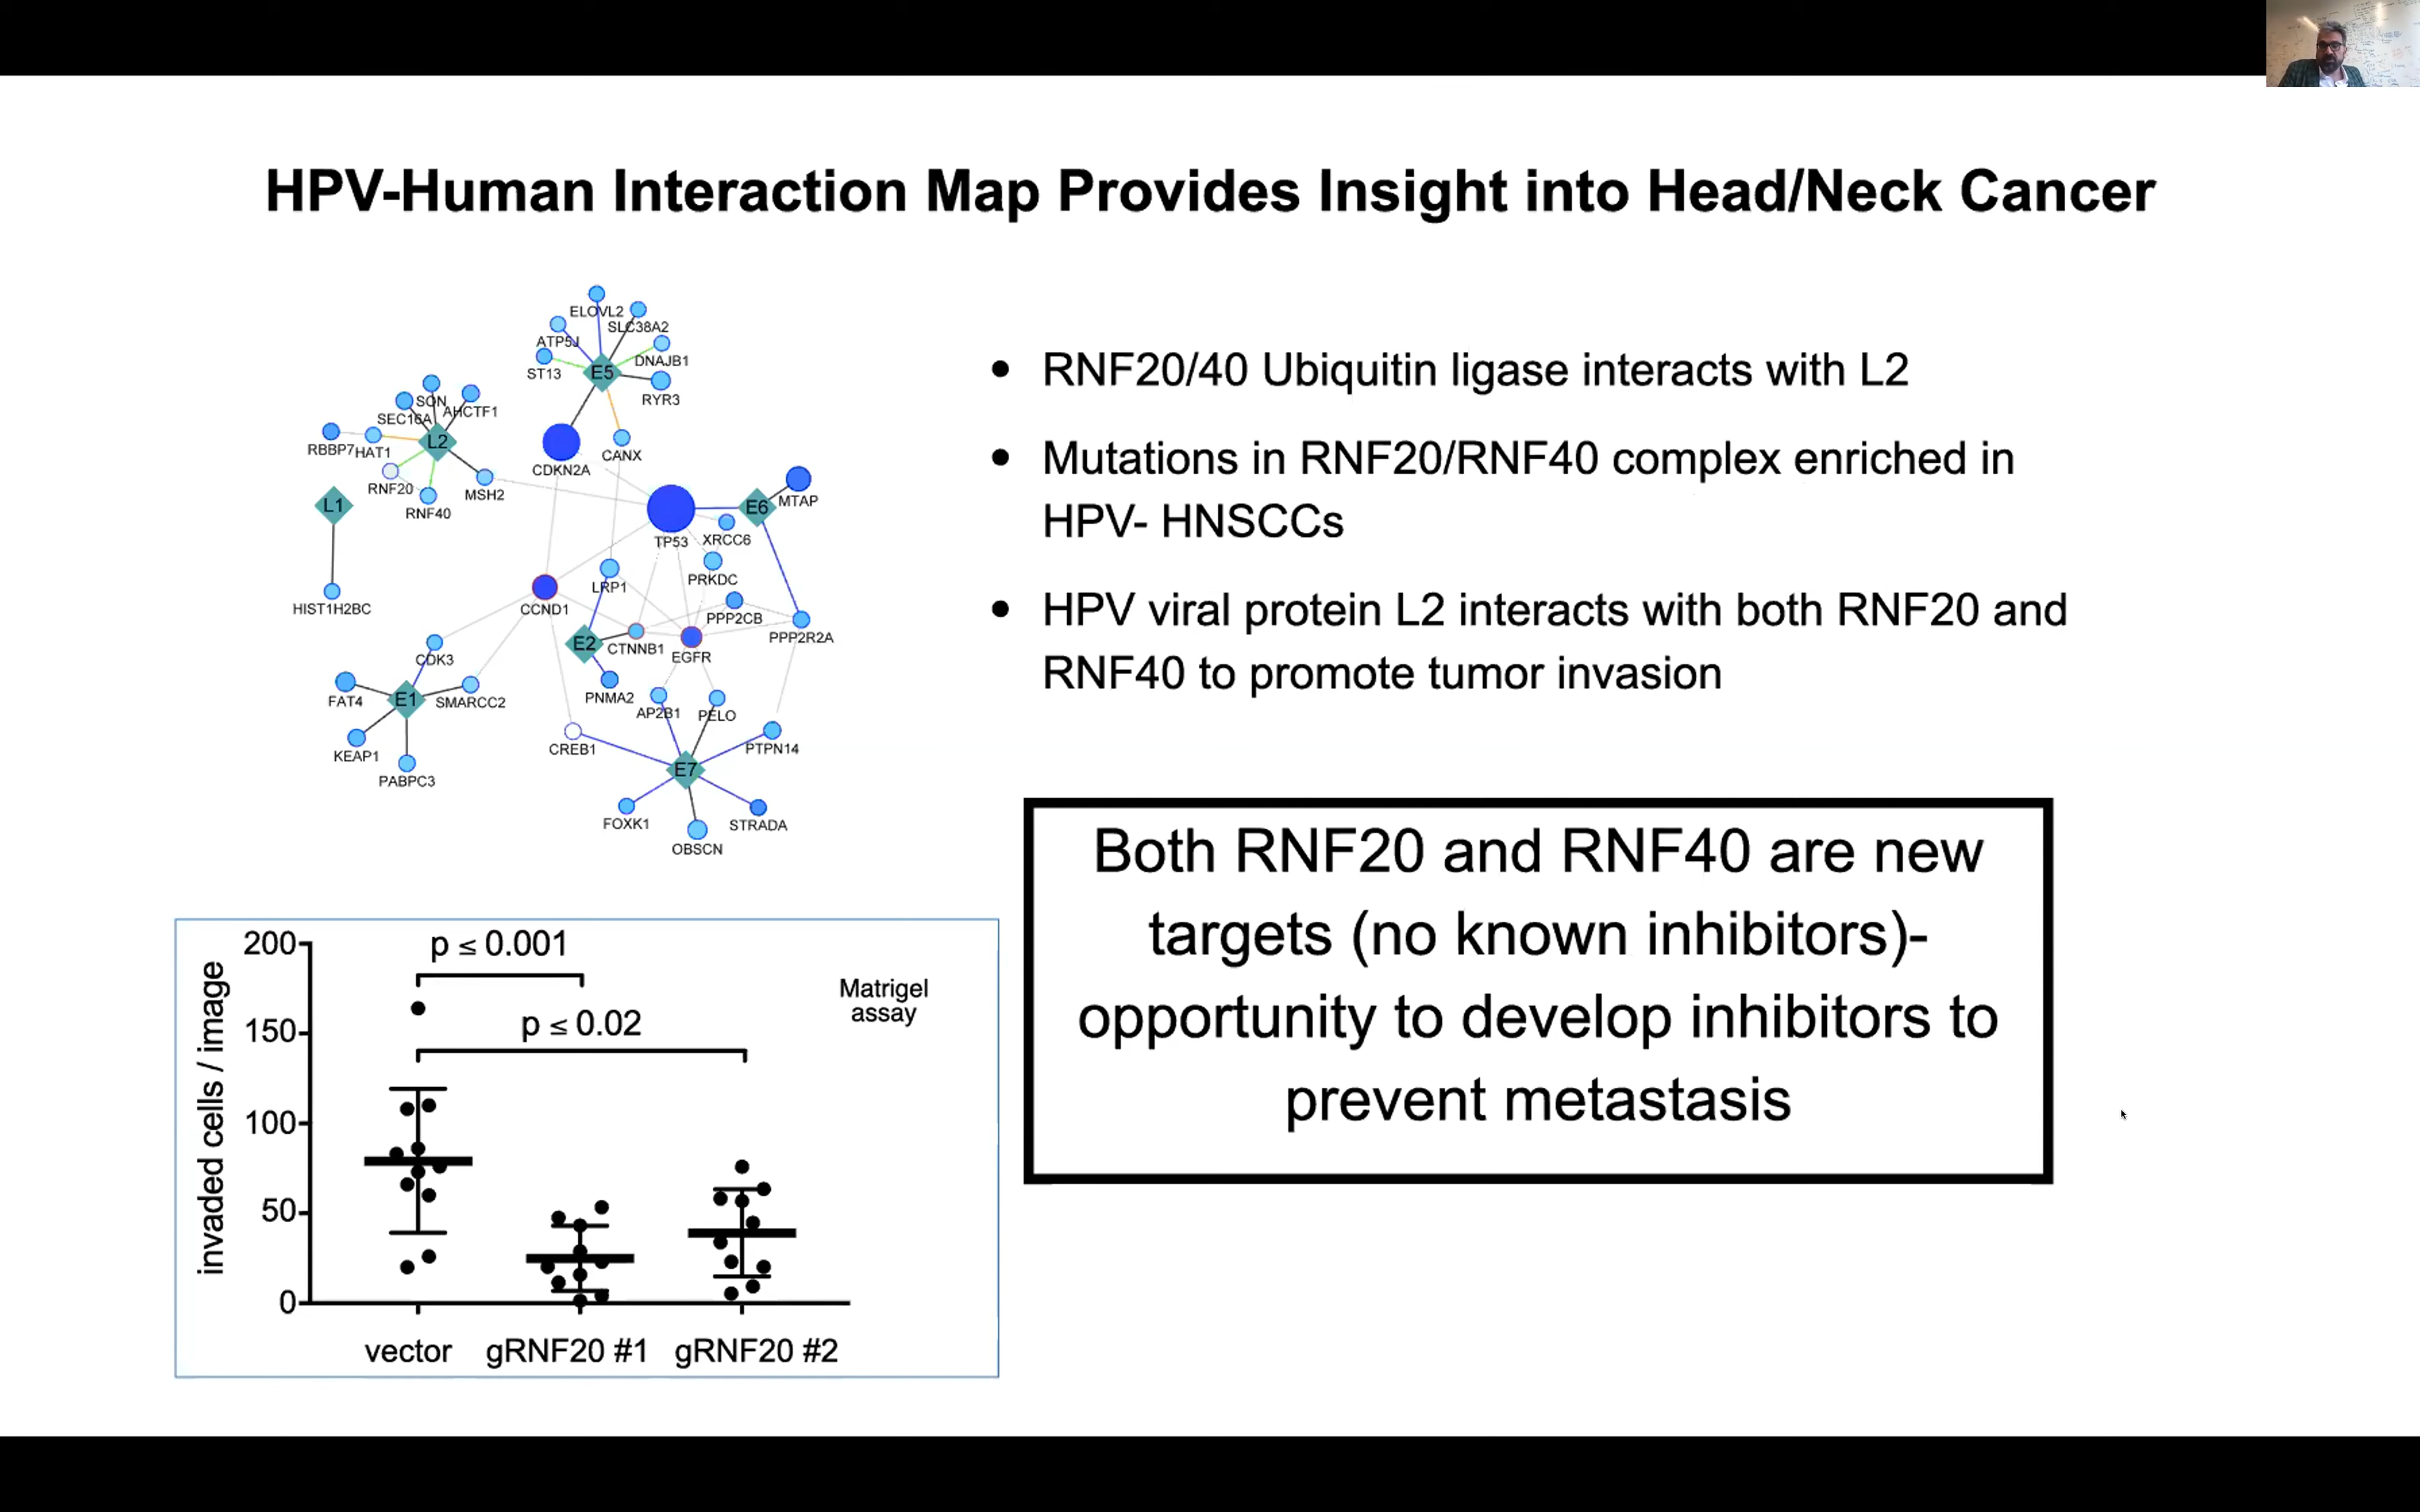 HPV-Human Interaction Map Provides Insight into Head/Neck Cancer
ELOVL2
SLC38A2
ATP5J
DNAJB1
ST13
E5
RYR3
SON
AHCTF1
SEC16A
L2
RBBP7
HAT1
CDKN2A
CANX
RNF20
MSH2
RNF40
L1
E6
MTAP
TP53
XRCC6
PRKDC
LRP1
CCND1
HIST1H2BC
PPP2CB
PPP2R2A
E2
CTNNB1
EGFR
CDK3
FAT4
E1
SMARCC2
PNMA2
AP2B1
PELO
CREB1
PTPN14
KEAP1
PABPC3
E7
FOXK1
STRADA
OBSCN
• RNF20/40 Ubiquitin ligase interacts with L2
• Mutations in RNF20/RNF40 complex enriched in
HPV- HNSCCs
• HPV viral protein L2 interacts with both RNF20 and
RNF40 to promote tumor invasion
Both RNF20 and RNF40 are new
targets (no known inhibitors)-
opportunity to develop inhibitors to
prevent metastasis
200
150
100
50
0
invaded cells / image
p ≤ 0.001
p ≤ 0.02
Matrigel
assay
vector
gRNF20 #1
gRNF20 #2